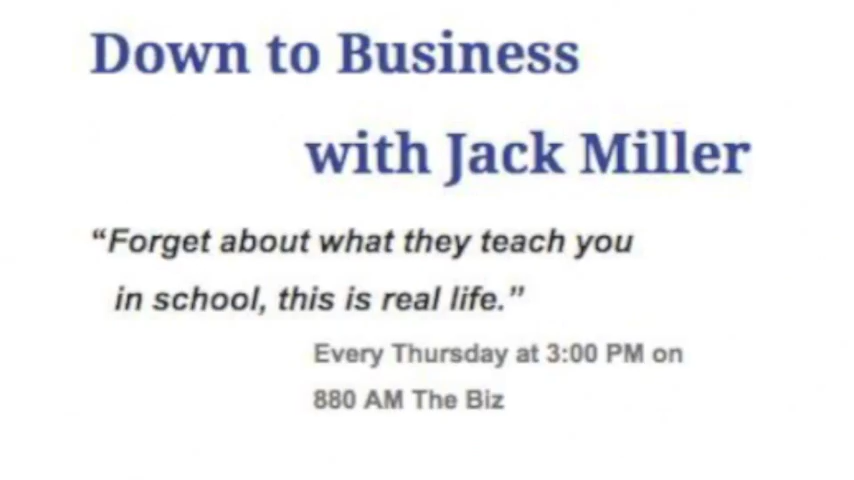 Down to Business
with Jack Miller
“Forget about what they teach you
in school, this is real life.”
Every Thursday at 3:00 PM on
880 AM The Biz